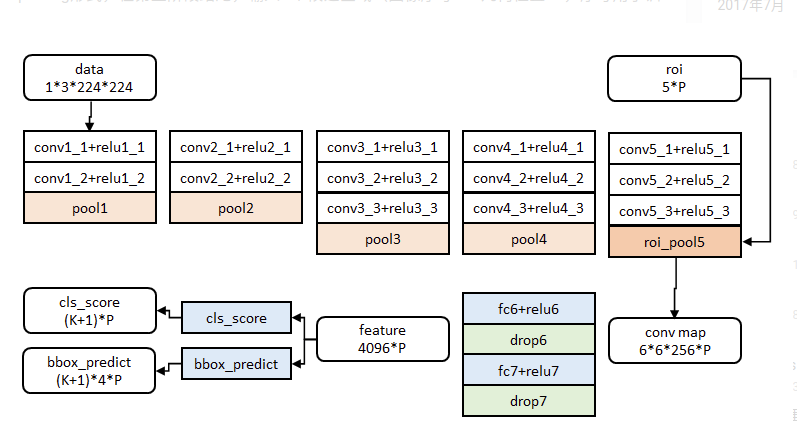 2017年7月
data
1*3*224*224
roi
5*P
conv1_1+relu1_1
conv1_2+relu1_2
pool1
conv2_1+relu2_1
conv2_2+relu2_2
pool2
conv3_1+relu3_1
conv3_2+relu3_2
conv3_3+relu3_3
pool3
conv4_1+relu4_1
conv4_2+relu4_2
conv4_3+relu4_3
pool4
conv5_1+relu5_1
conv5_2+relu5_2
conv5_3+relu5_3
roi_pool5
cls_score
(K+1)*P
cls_score
bbox_predict
(K+1)*4*P
bbox_predict
feature
4096*P
fc6+relu6
drop6
fc7+relu7
drop7
conv map
6*6*256*P